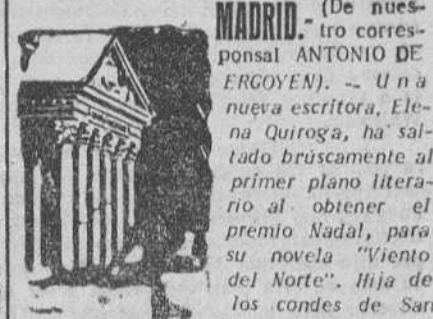 MADRID.- (De nues-
tro corres-
ponsal ANTONIO DE
ERGOYEN). -- Una
nueva escritora, Ele-
na Quiroga, ha sal-
tado brúscamente al
primer plano litera-
rio al obtener el
premio Nadal, para
su novela "Viento
del Norte". Hija de
los condes de San